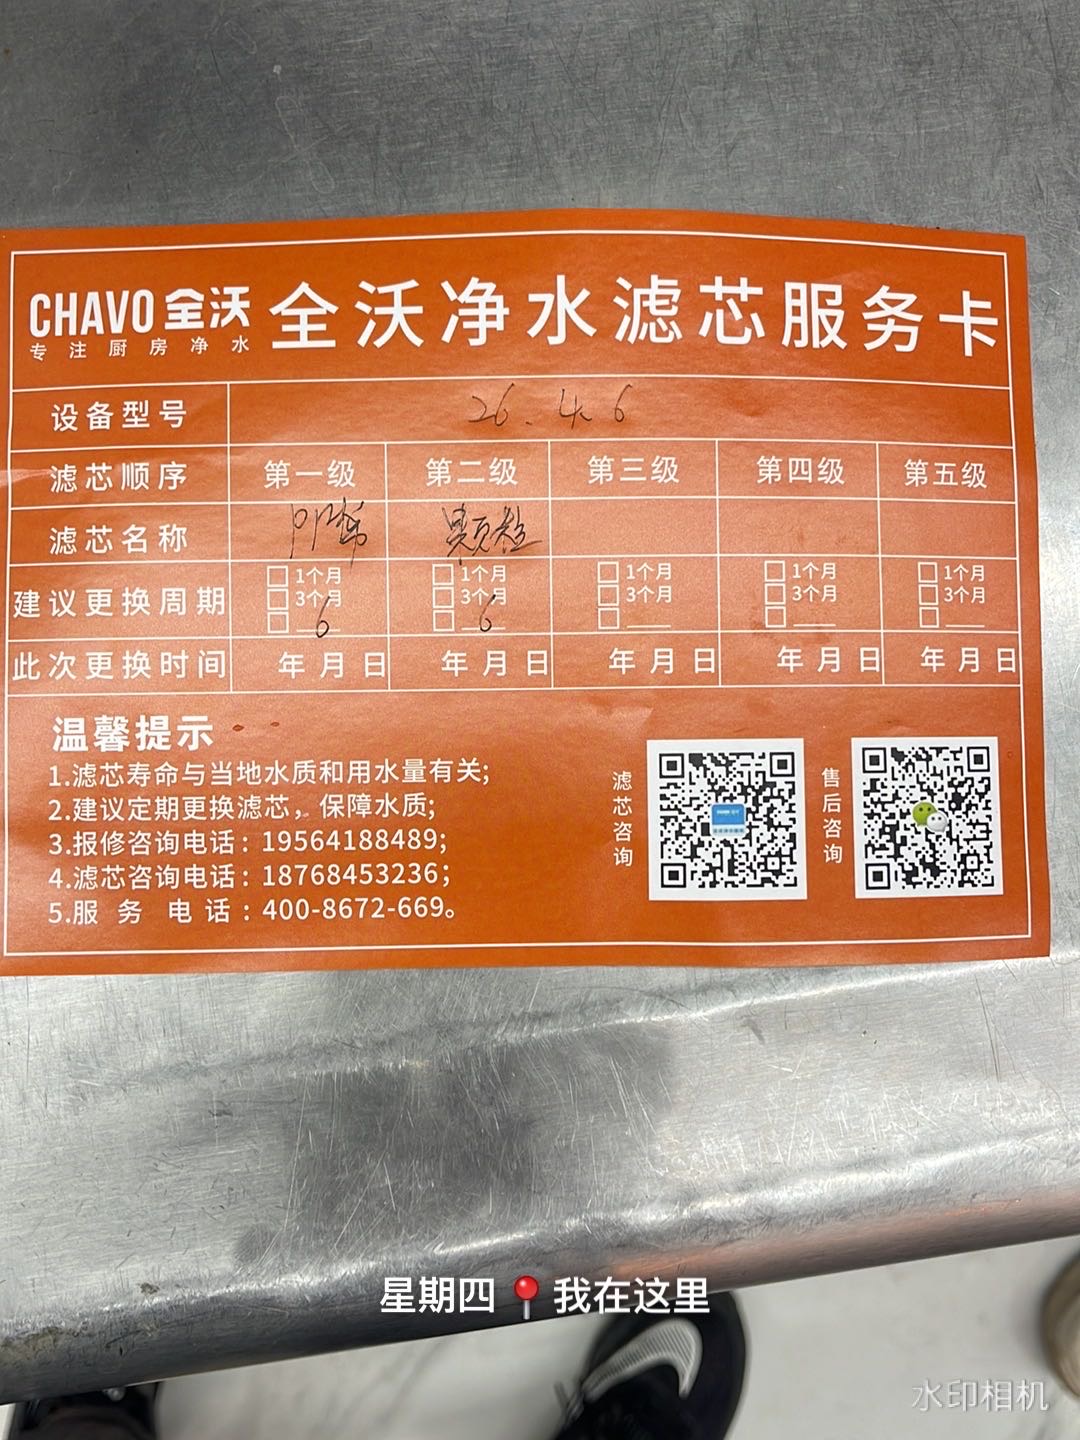 CHAVO 全沃
专注厨房净水
全沃净水滤芯服务卡
设备型号 26.4.6
滤芯顺序 第一级 第二级 第三级 第四级 第五级
滤芯名称 PP棉 颗粒
建议更换周期 1个月 1个月 1个月 1个月 1个月
3个月 3个月 3个月 3个月 3个月
6 6
此次更换时间 年月日 年月日 年月日 年月日 年月日
温馨提示
1.滤芯寿命与当地水质和用水量有关;
2.建议定期更换滤芯，保障水质;
3.报修咨询电话：19564188489;
4.滤芯咨询电话：18768453236;
5.服务电话：400-8672-669。
滤芯咨询
售后咨询
星期四📍我在这里
水印相机